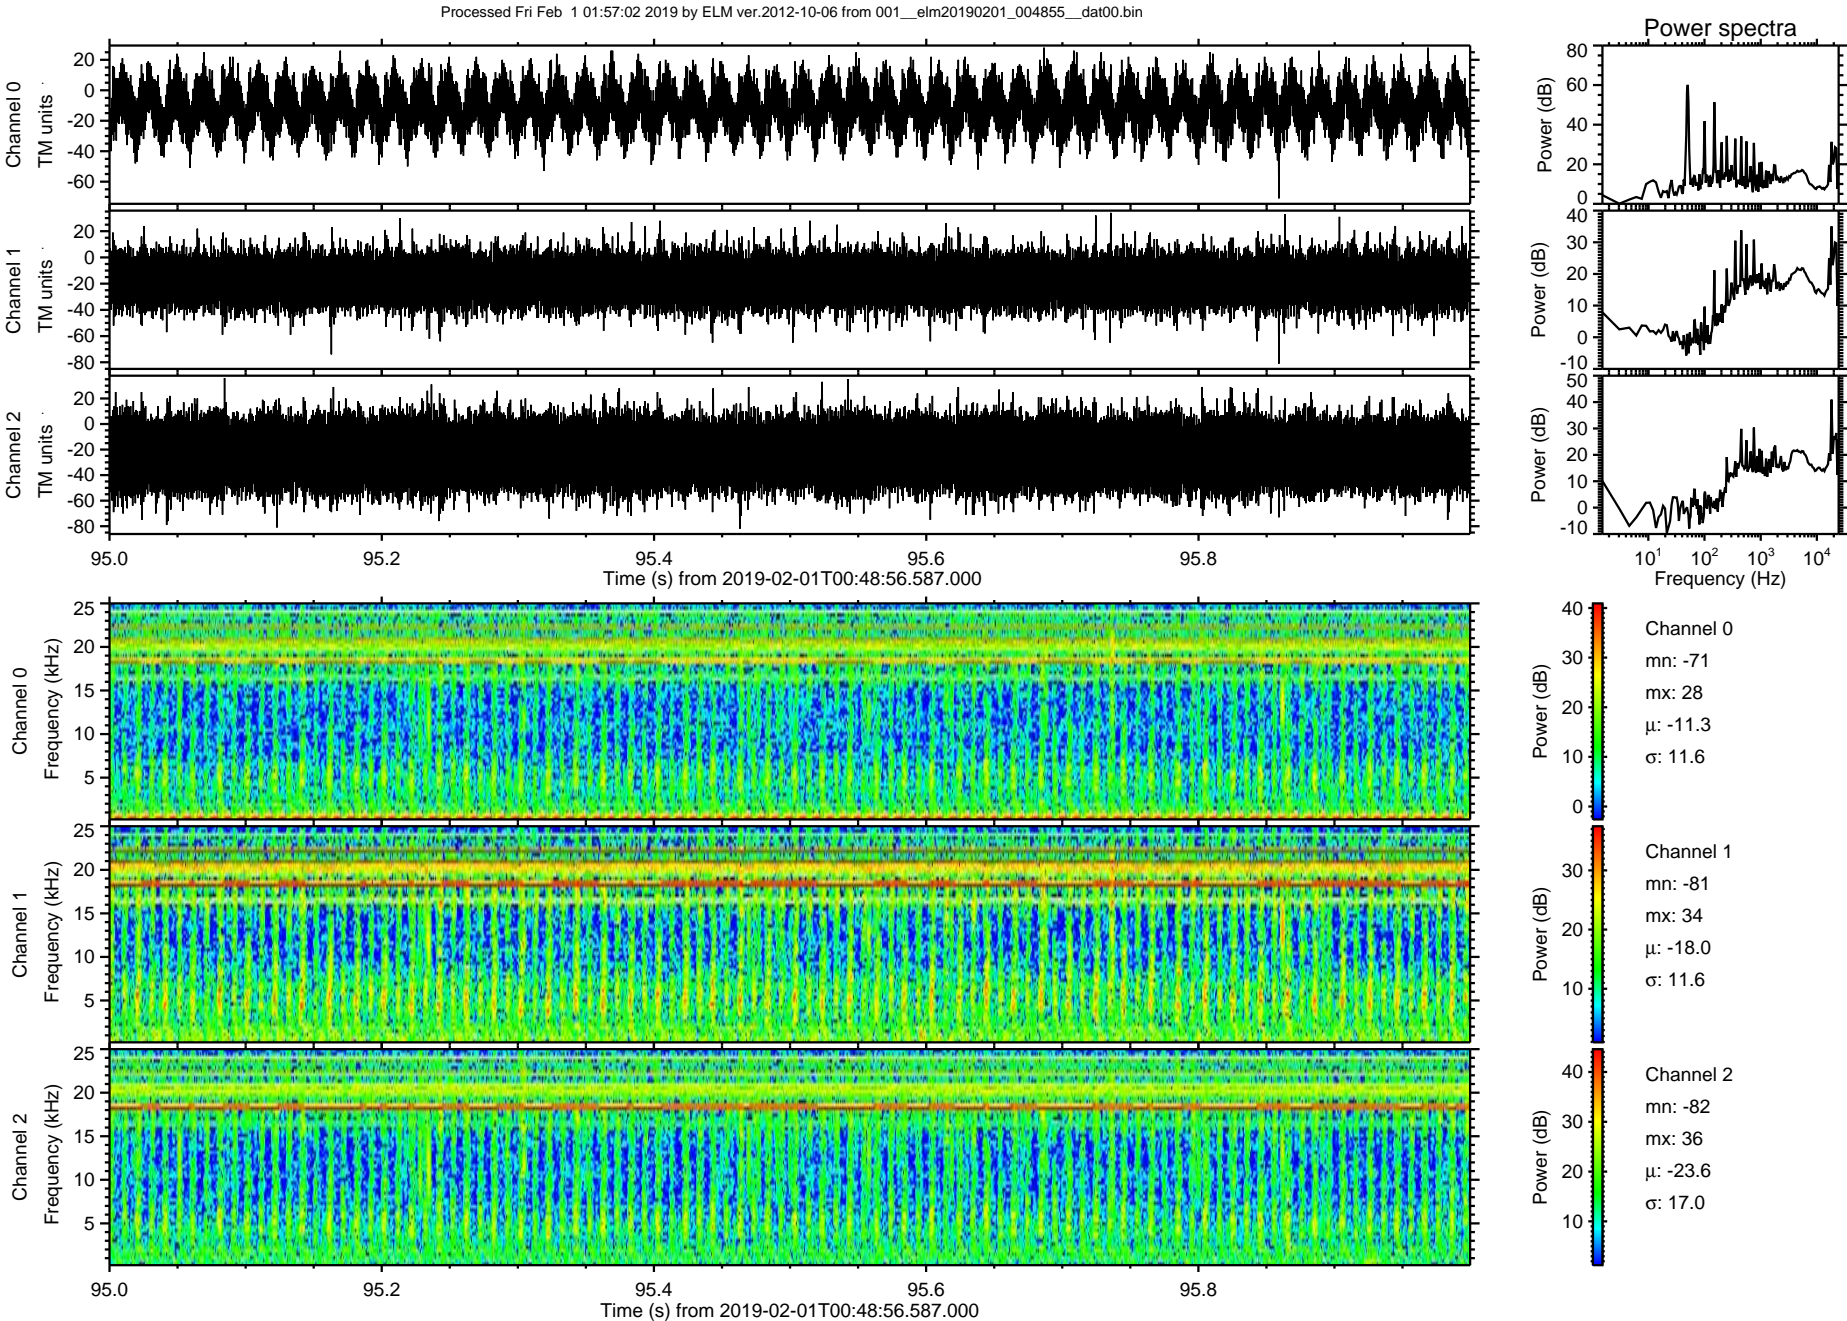 Processed Fri Feb  1 01:57:02 2019 by ELM ver.2012-10-06 from 001__elm20190201_004855__dat00.bin
Power spectra
Channel 0
TM units
20
0
-20
-40
-60
Power (dB)
80
60
40
20
0
Channel 1
TM units
20
0
-20
-40
-60
-80
Power (dB)
40
30
20
10
0
-10
Channel 2
TM units
20
0
-20
-40
-60
-80
Power (dB)
50
40
30
20
10
0
-10
95.0 95.2 95.4 95.6 95.8
Time (s) from 2019-02-01T00:48:56.587.000
10¹ 10² 10³ 10⁴
Frequency (Hz)
Channel 0
Frequency (kHz)
25
20
15
10
5
Power (dB)
40
30
20
10
0
Channel 0
mn: -71
mx: 28
μ: -11.3
σ: 11.6
Channel 1
Frequency (kHz)
25
20
15
10
5
Power (dB)
30
20
10
Channel 1
mn: -81
mx: 34
μ: -18.0
σ: 11.6
Channel 2
Frequency (kHz)
25
20
15
10
5
Power (dB)
40
30
20
10
Channel 2
mn: -82
mx: 36
μ: -23.6
σ: 17.0
95.0 95.2 95.4 95.6 95.8
Time (s) from 2019-02-01T00:48:56.587.000